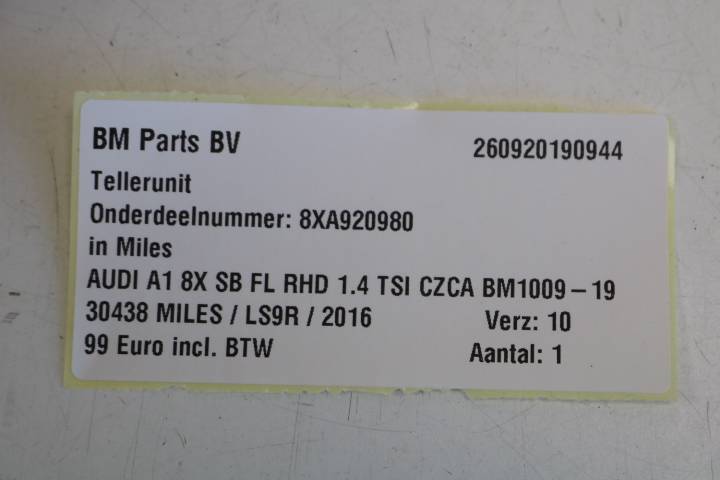 BM Parts BV 260920190944
Tellerunit
Onderdeelnummer: 8XA920980
in Miles
AUDI A1 8X SB FL RHD 1.4 TSI CZCA BM1009-19
30438 MILES / LS9R / 2016 Verz: 10
99 Euro incl. BTW Aantal: 1